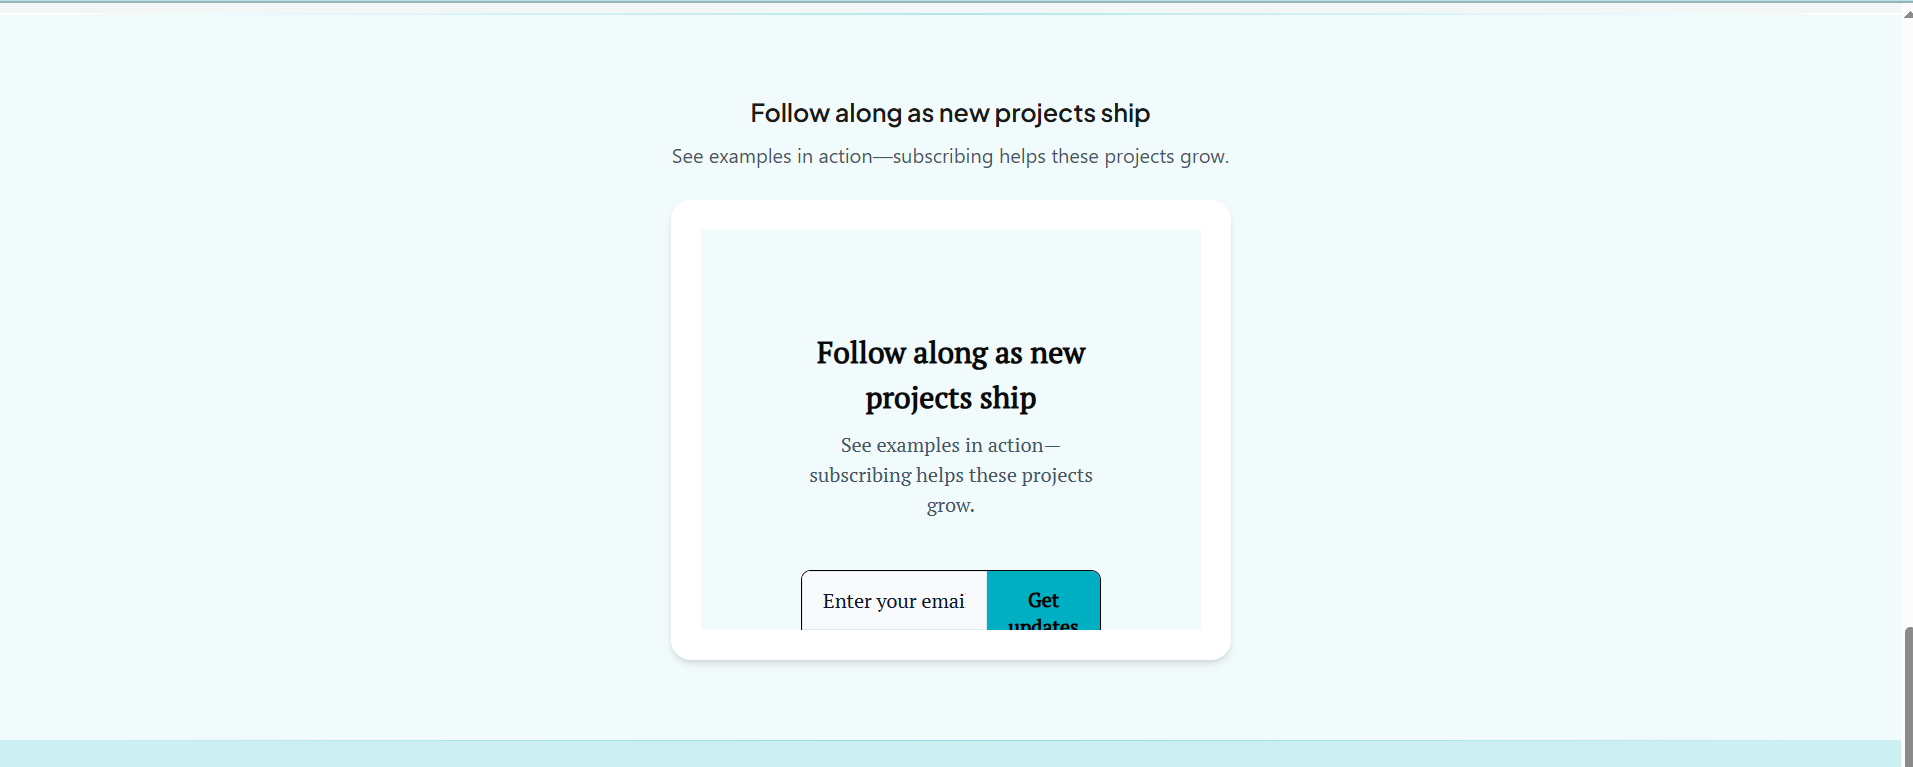 Follow along as new projects ship
See examples in action—subscribing helps these projects grow.
Follow along as new
projects ship
See examples in action—
subscribing helps these projects
grow.
Enter your emai
Get
updates